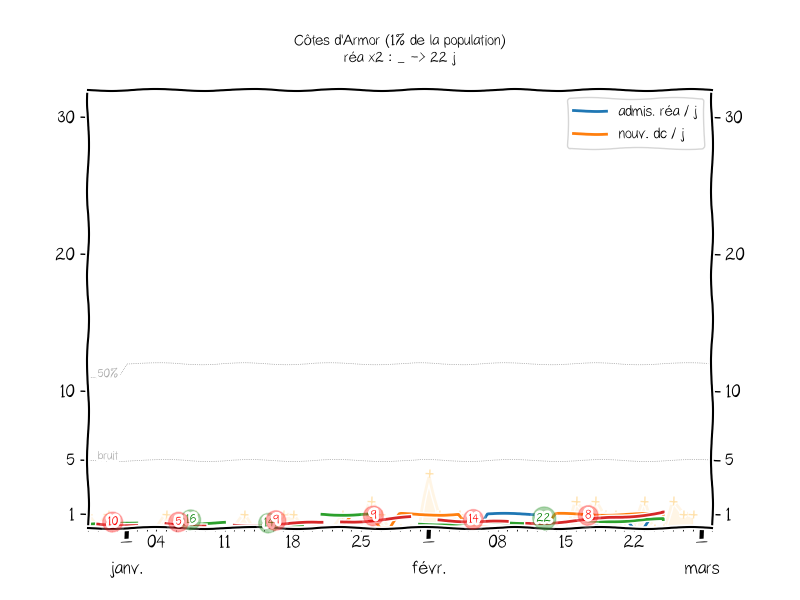 Côtes d'Armor (1% de la population)
réa x2 : _ -> 22 j
admis. réa / j
nouv. dc / j
30 30
20 20
50%
10 10
bruit
5 5
1 1
10 5 16 9 9 14 22 8
04 11 18 25 08 15 22
janv. févr. mars